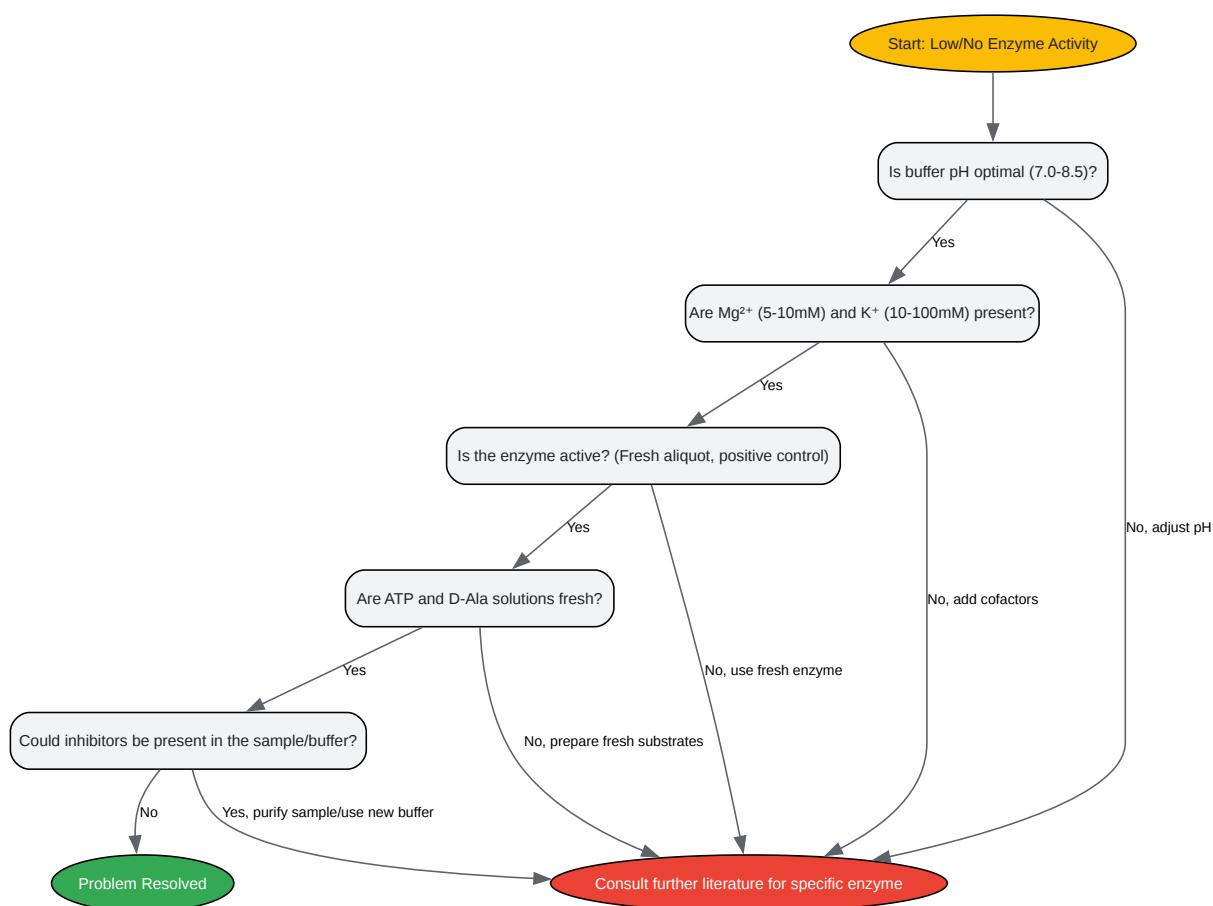 Start: Low/No Enzyme Activity
Is buffer pH optimal (7.0-8.5)?
Yes
Are Mg²⁺ (5-10mM) and K⁺ (10-100mM) present?
Yes
Is the enzyme active? (Fresh aliquot, positive control)
Yes
No, adjust pH
Are ATP and D-Ala solutions fresh?
No, add cofactors
Yes
No, use fresh enzyme
Could inhibitors be present in the sample/buffer?
No, prepare fresh substrates
No
Yes, purify sample/use new buffer
Problem Resolved
Consult further literature for specific enzyme